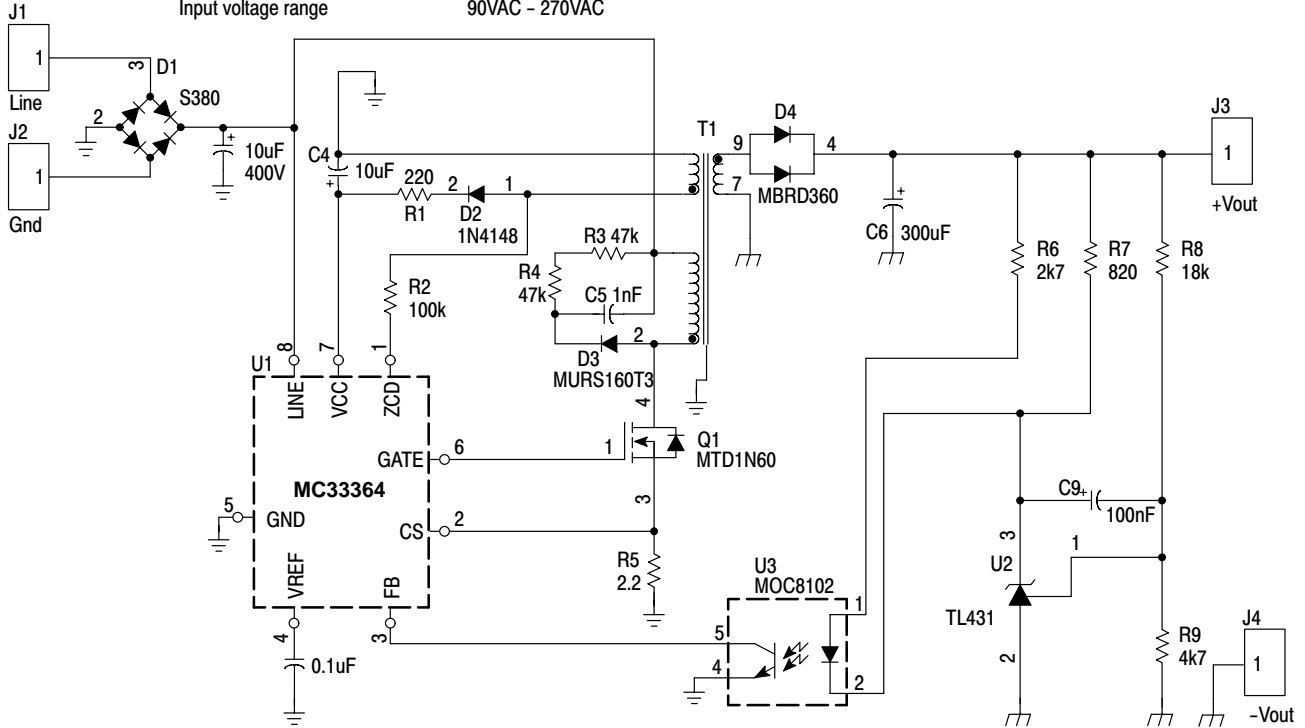 Input voltage range 90VAC – 270VAC
J1
1
Line
3
D1
S380
2
J2
1
Gnd
10uF
400V
+
C4
10uF
+
220
R1
2
D2
1N4148
1
T1
9
7
D4
MBRD360
4
J3
1
+Vout
C6
+
300uF
R6
2k7
R7
820
R8
18k
R3 47k
R4
47k
C5 1nF
2
D3
MURS160T3
R2
100k
8
7
1
U1
LINE
VCC
ZCD
4
GATE
6
1
Q1
MTD1N60
3
MC33364
5
GND
CS
2
VREF
FB
4
3
0.1uF
R5
2.2
U3
MOC8102
5
4
1
2
C9
+
100nF
3
U2
1
TL431
2
R9
4k7
J4
1
–Vout